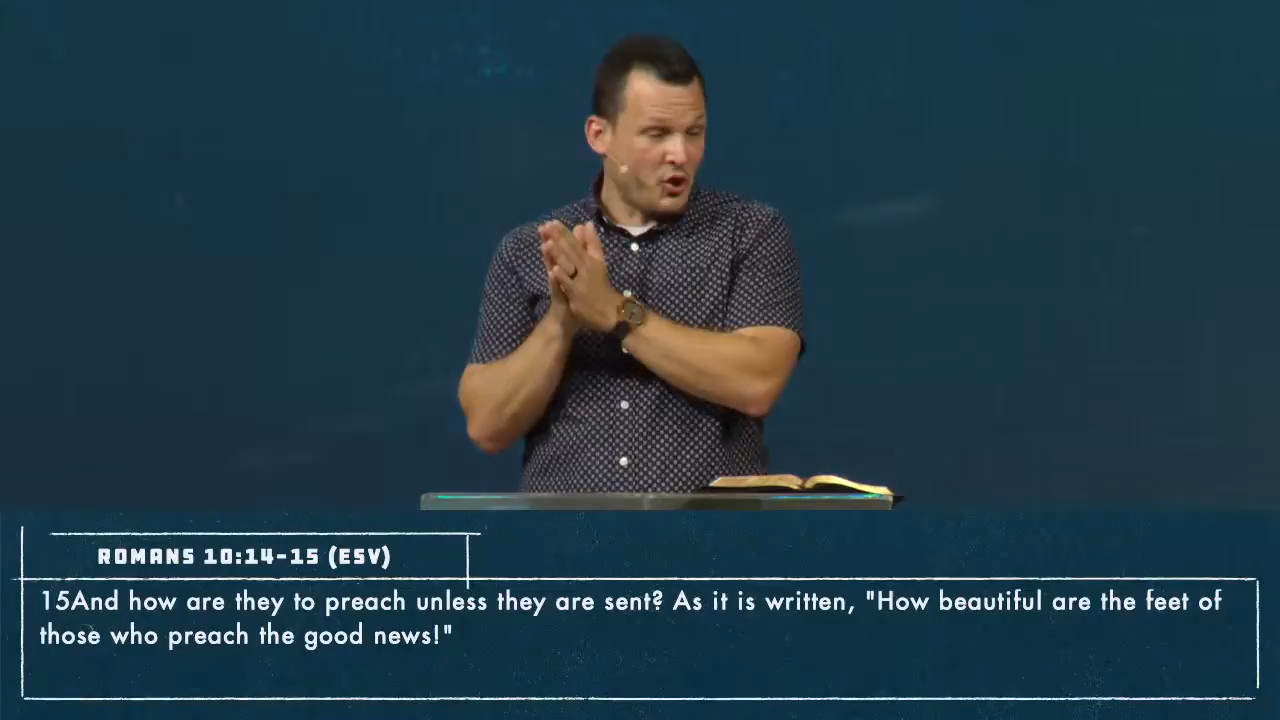 ROMANS 10:14-15 (ESV)
15And how are they to preach unless they are sent? As it is written, "How beautiful are the feet of
those who preach the good news!"